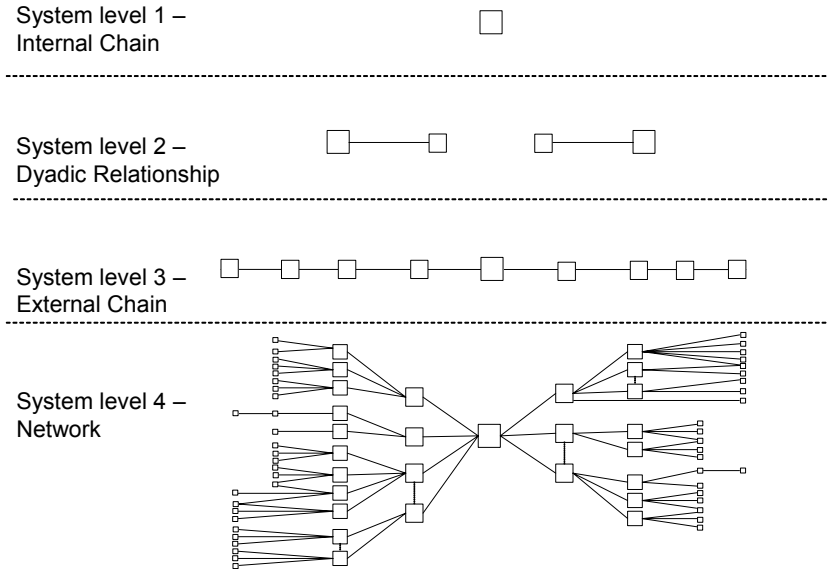 System level 1 –
Internal Chain
System level 2 –
Dyadic Relationship
System level 3 –
External Chain
System level 4 –
Network